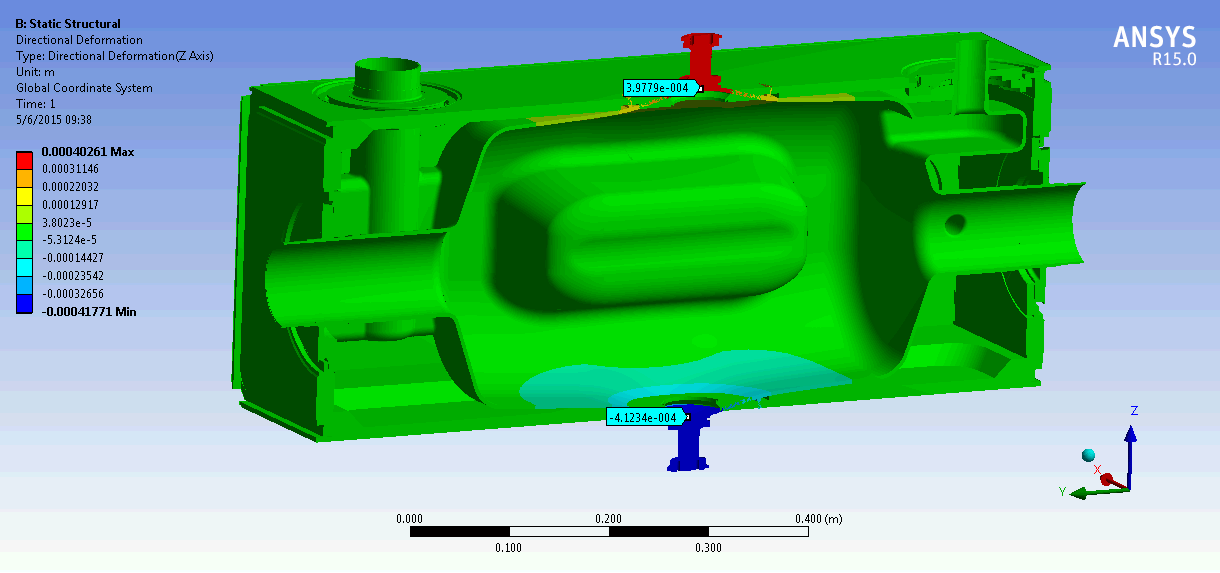 B: Static Structural
Directional Deformation
Type: Directional Deformation(Z Axis)
Unit: m
Global Coordinate System
Time: 1
5/6/2015 09:38
ANSYS
R15.0
0.00040261 Max
0.00031146
0.00022032
0.00012917
3.8023e-5
-5.3124e-5
-0.00014427
-0.00023542
-0.00032656
-0.00041771 Min
3.9779e-004
-4.1234e-004
Z
X
Y
0.000 0.200 0.400 (m)
0.100 0.300